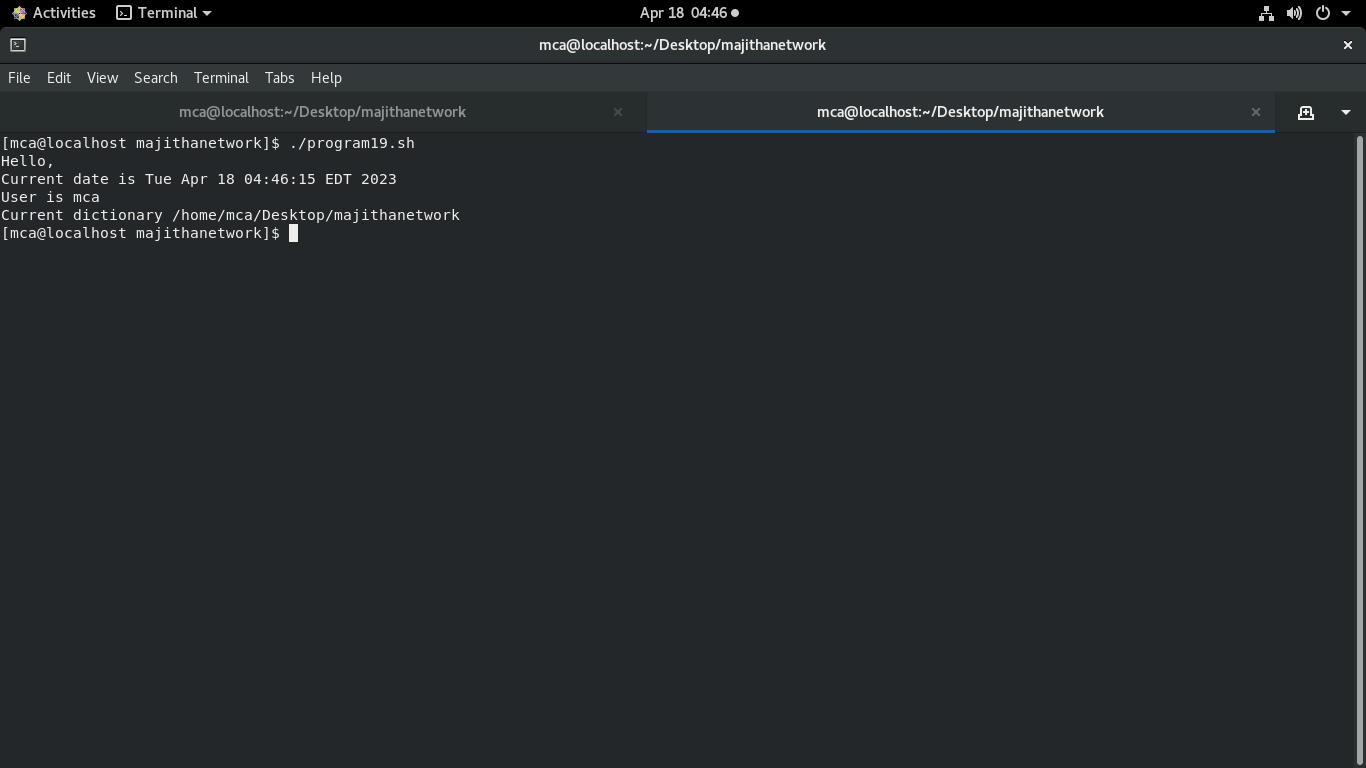 Activities Terminal Apr 18 04:46
mca@localhost:~/Desktop/majithanetwork
File Edit View Search Terminal Tabs Help
mca@localhost:~/Desktop/majithanetwork mca@localhost:~/Desktop/majithanetwork
[mca@localhost majithanetwork]$ ./program19.sh
Hello,
Current date is Tue Apr 18 04:46:15 EDT 2023
User is mca
Current dictionary /home/mca/Desktop/majithanetwork
[mca@localhost majithanetwork]$